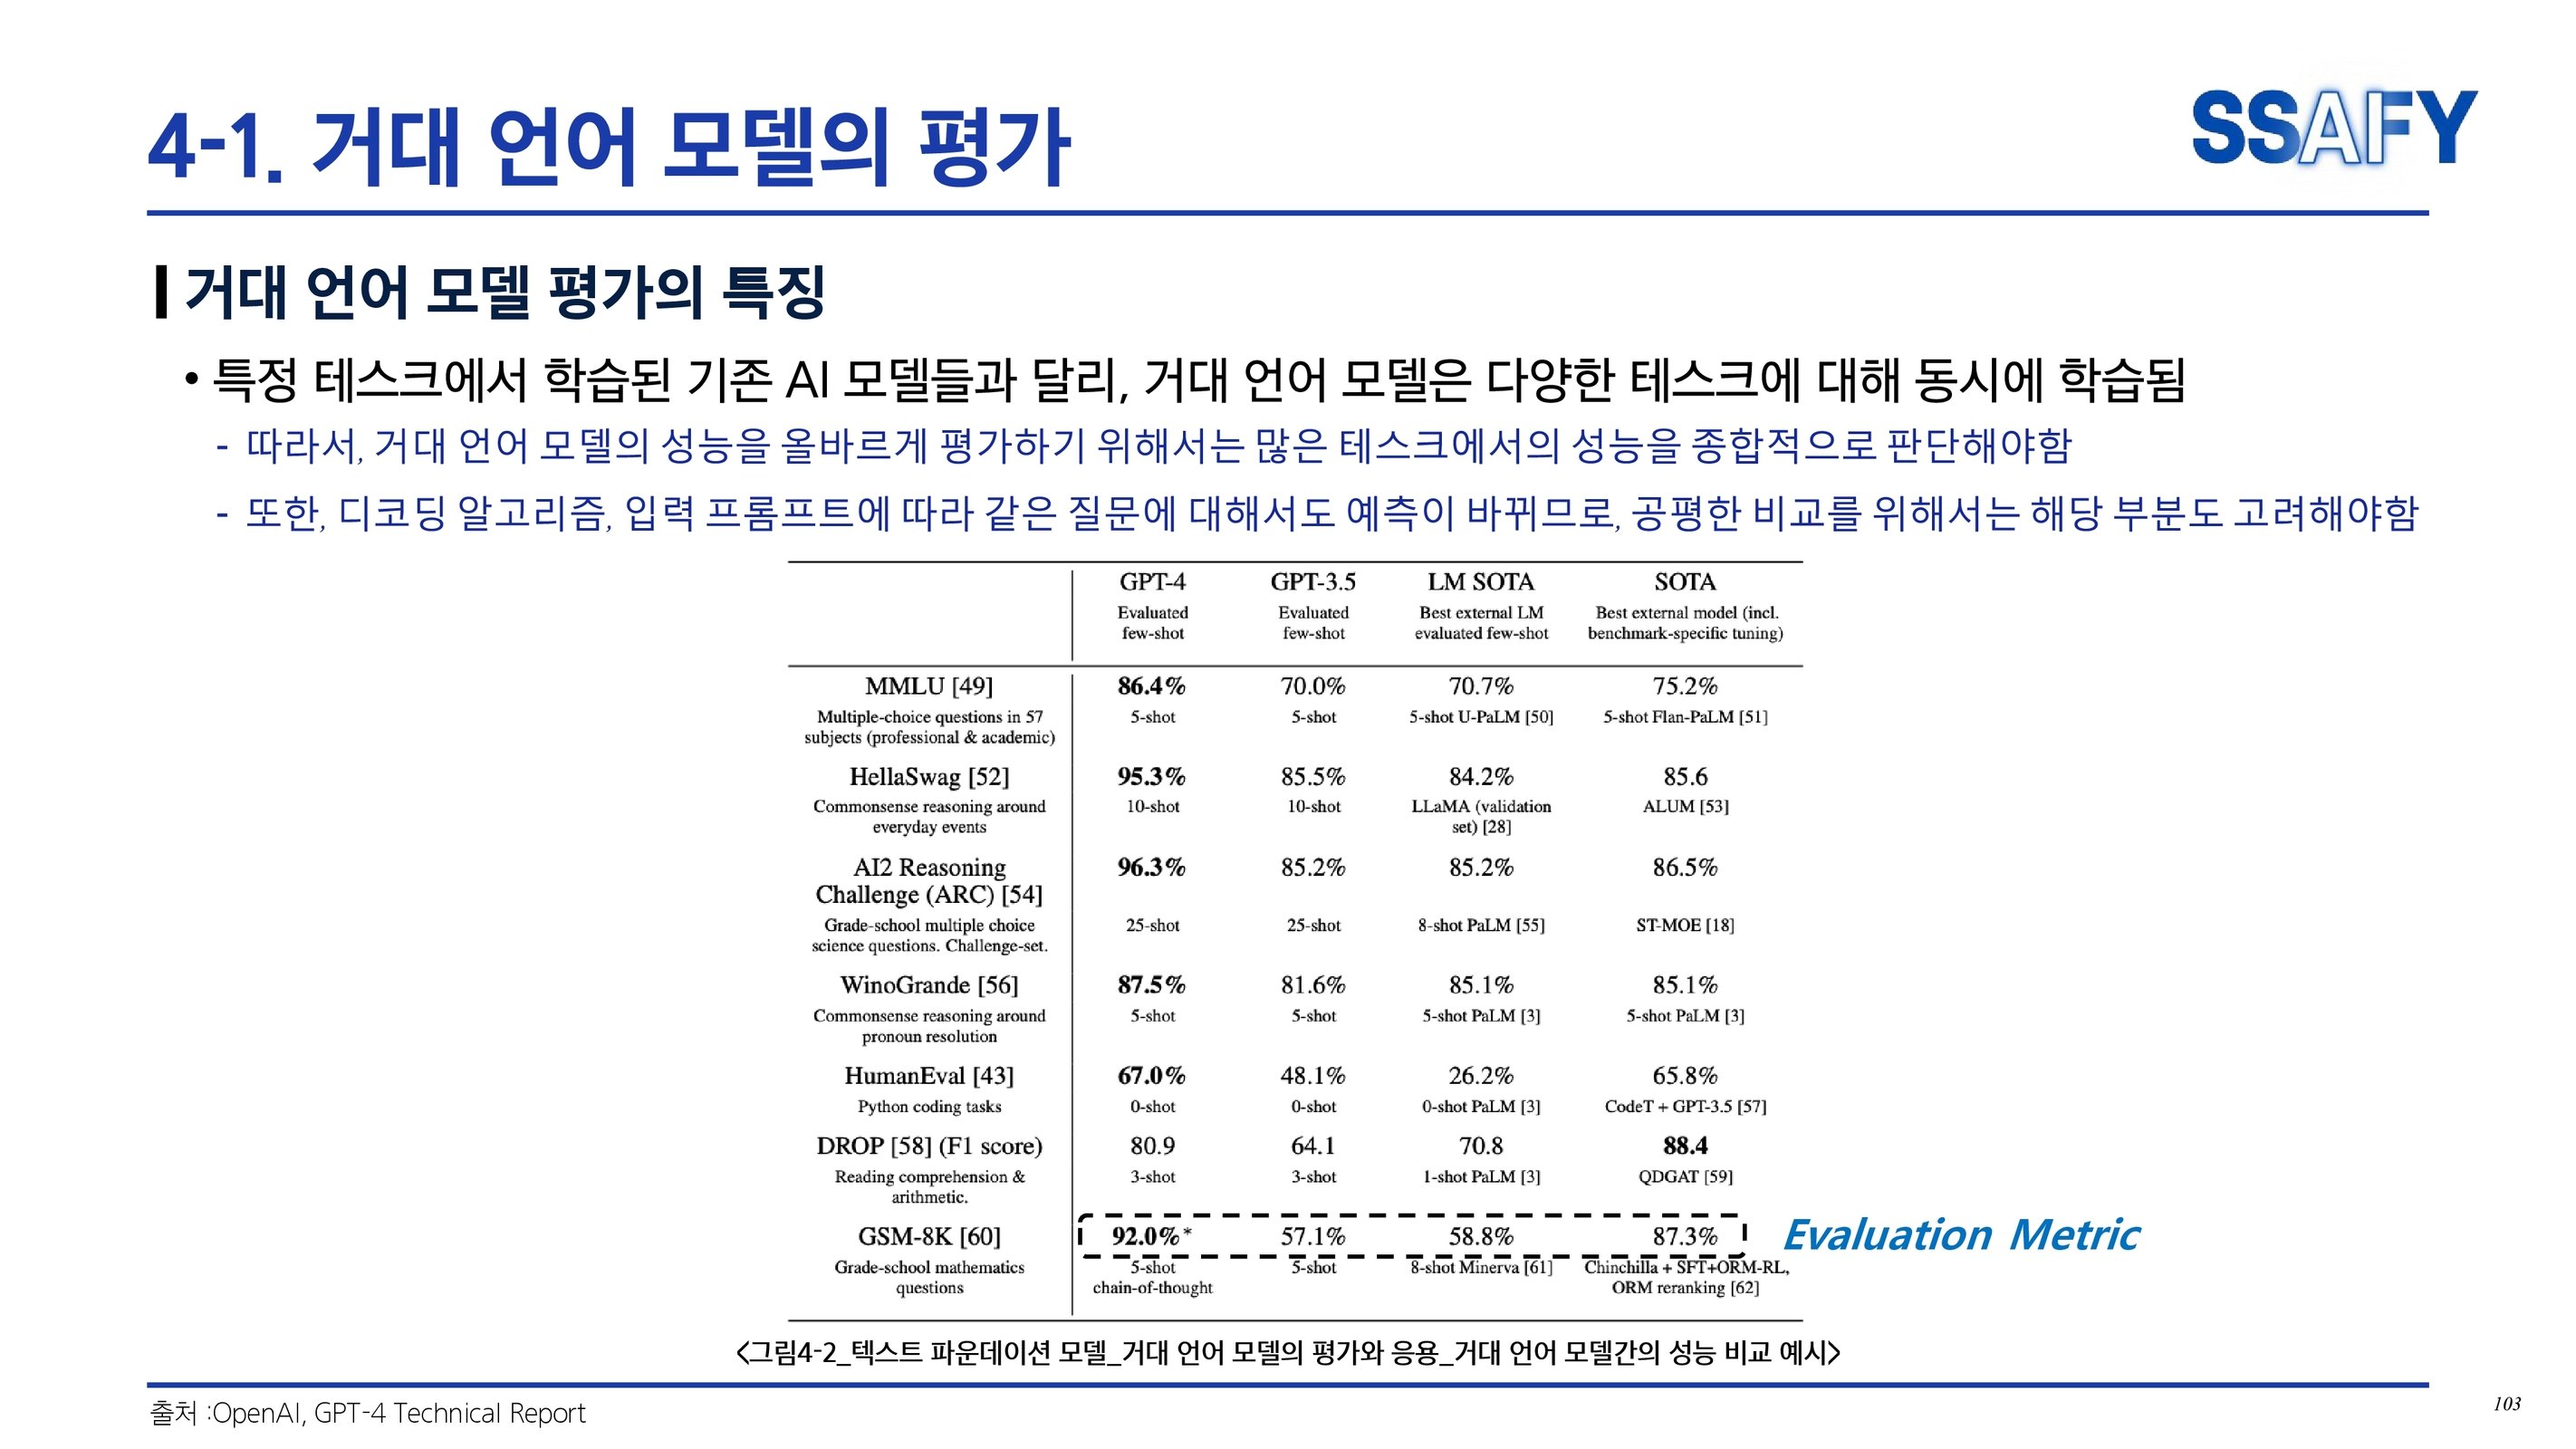 4-1. 거대 언어 모델의 평가
SSAFY
거대 언어 모델 평가의 특징
• 특정 테스크에서 학습된 기존 AI 모델들과 달리, 거대 언어 모델은 다양한 테스크에 대해 동시에 학습됨
- 따라서, 거대 언어 모델의 성능을 올바르게 평가하기 위해서는 많은 테스크에서의 성능을 종합적으로 판단해야함
- 또한, 디코딩 알고리즘, 입력 프롬프트에 따라 같은 질문에 대해서도 예측이 바뀌므로, 공평한 비교를 위해서는 해당 부분도 고려해야함
GPT-4 GPT-3.5 LM SOTA SOTA
Evaluated Evaluated Best external LM Best external model (incl.
few-shot few-shot evaluated few-shot benchmark-specific tuning)
MMLU [49] 86.4% 70.0% 70.7% 75.2%
Multiple-choice questions in 57 5-shot 5-shot 5-shot U-PaLM [50] 5-shot Flan-PaLM [51]
subjects (professional & academic)
HellaSwag [52] 95.3% 85.5% 84.2% 85.6
Commonsense reasoning around 10-shot 10-shot LLaMA (validation ALUM [53]
everyday events set) [28]
AI2 Reasoning 96.3% 85.2% 85.2% 86.5%
Challenge (ARC) [54]
Grade-school multiple choice 25-shot 25-shot 8-shot PaLM [55] ST-MOE [18]
science questions. Challenge-set.
WinoGrande [56] 87.5% 81.6% 85.1% 85.1%
Commonsense reasoning around 5-shot 5-shot 5-shot PaLM [3] 5-shot PaLM [3]
pronoun resolution
HumanEval [43] 67.0% 48.1% 26.2% 65.8%
Python coding tasks 0-shot 0-shot 0-shot PaLM [3] CodeT + GPT-3.5 [57]
DROP [58] (F1 score) 80.9 64.1 70.8 88.4
Reading comprehension & 3-shot 3-shot 1-shot PaLM [3] QDGAT [59]
arithmetic.
GSM-8K [60] 92.0%* 57.1% 58.8% 87.3% Evaluation Metric
Grade-school mathematics 5-shot 5-shot 8-shot Minerva [61] Chinchilla + SFT+ORM-RL,
questions chain-of-thought ORM reranking [62]
<그림4-2_텍스트 파운데이션 모델_거대 언어 모델의 평가와 응용_거대 언어 모델간의 성능 비교 예시>
출처 :OpenAI, GPT-4 Technical Report
103